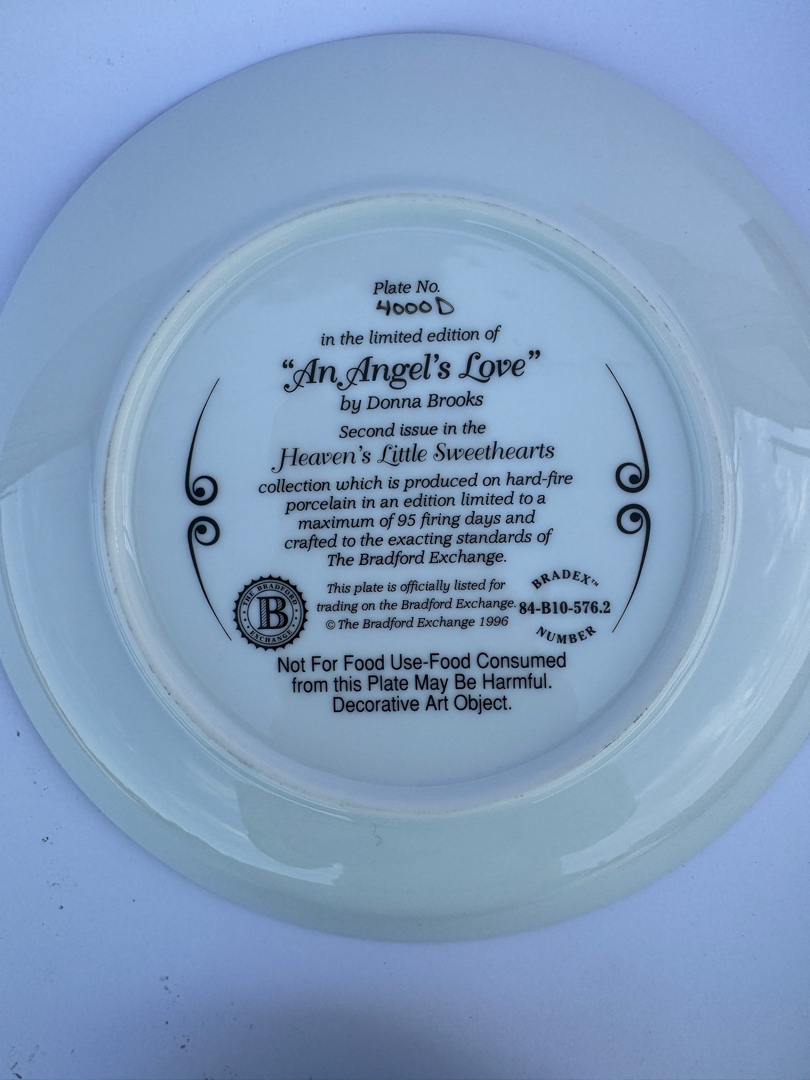 Plate No.
4000D
in the limited edition of
“An Angel's Love”
by Donna Brooks
Second issue in the
Heaven's Little Sweethearts
collection which is produced on hard-fire
porcelain in an edition limited to a
maximum of 95 firing days and
crafted to the exacting standards of
The Bradford Exchange.
THE BRADFORD
B
EXCHANGE
This plate is officially listed for
trading on the Bradford Exchange.
© The Bradford Exchange 1996
BRADEX™
84-B10-576.2
NUMBER
Not For Food Use-Food Consumed
from this Plate May Be Harmful.
Decorative Art Object.